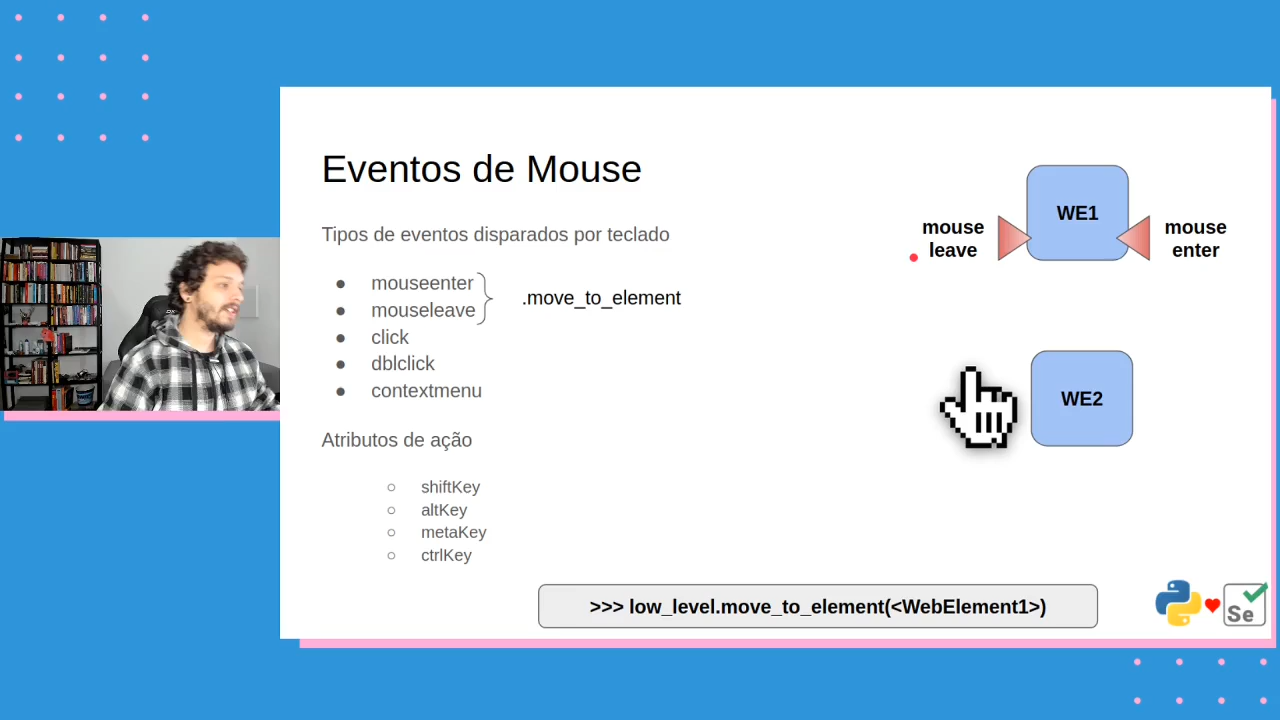 Eventos de Mouse
Tipos de eventos disparados por teclado
● mouseenter
● mouseleave
.move_to_element
● click
● dblclick
● contextmenu
Atributos de ação
○ shiftKey
○ altKey
○ metaKey
○ ctrlKey
WE1
mouse
leave
mouse
enter
WE2
>>> low_level.move_to_element(<WebElement1>)
Se